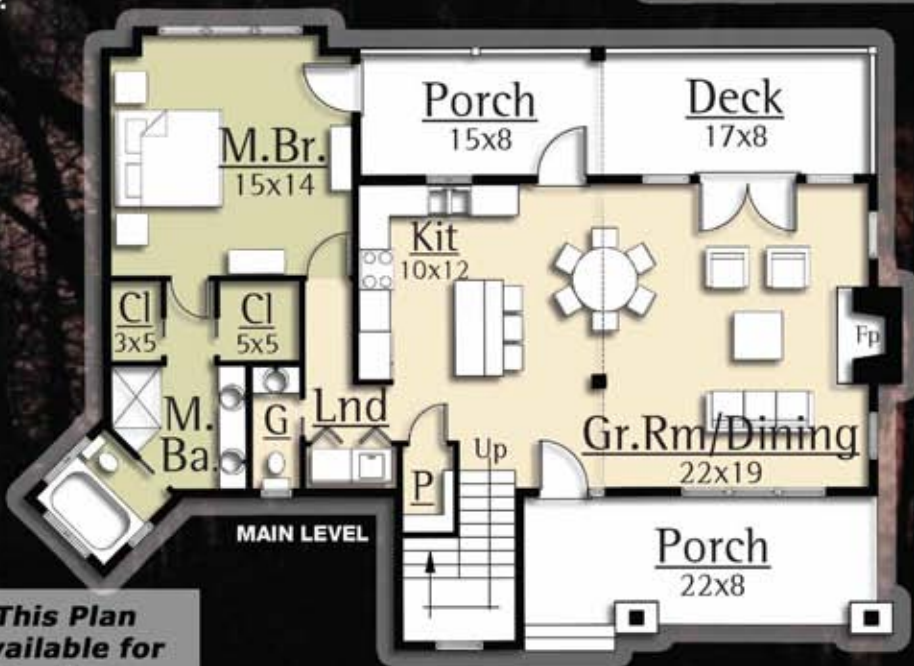 Porch
15x8
Deck
17x8
M.Br.
15x14
Kit
10x12
Cl
3x5
Cl
5x5
Fp
M.
Ba.
G
Lnd
Gr.Rm/Dining
22x19
Up
P
MAIN LEVEL
Porch
22x8
This Plan
vailable for